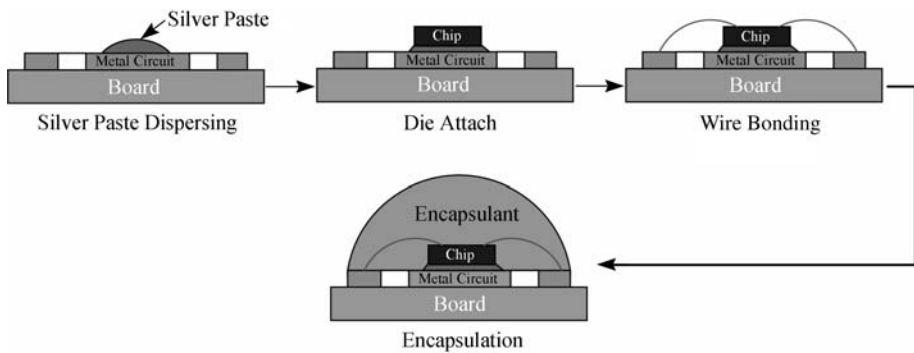 Silver Paste
Metal Circuit
Board
Silver Paste Dispersing
Chip
Metal Circuit
Board
Die Attach
Chip
Metal Circuit
Board
Wire Bonding
Encapsulant
Chip
Metal Circuit
Board
Encapsulation